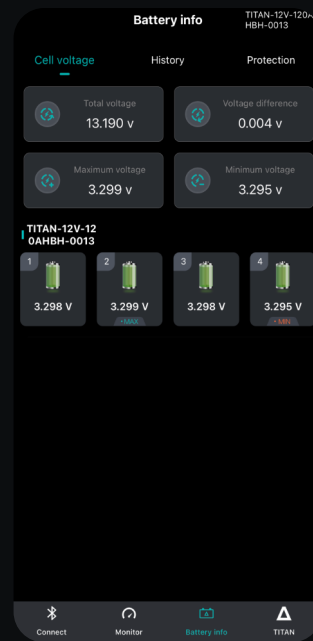 Battery info
TITAN-12V-120A
HBH-0013
Cell voltage
History
Protection
Total voltage
13.190 v
Voltage difference
0.004 v
Maximum voltage
3.299 v
Minimum voltage
3.295 v
TITAN-12V-12
0AHBH-0013
1
2
3
4
3.298 V
3.299 V
3.298 V
3.295 V
MAX
MIN
Connect
Monitor
Battery info
TITAN